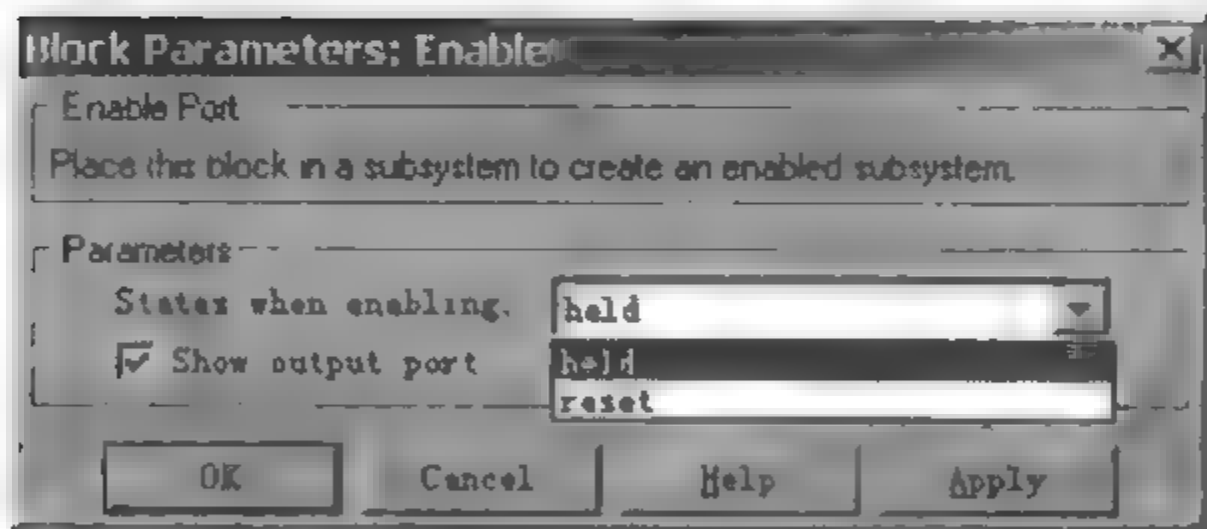 Block Parameters: Enable
Enable Port
Place this block in a subsystem to create an enabled subsystem.
Parameters
States when enabling:
held
Show output port
held
reset
OK Cancel Help Apply